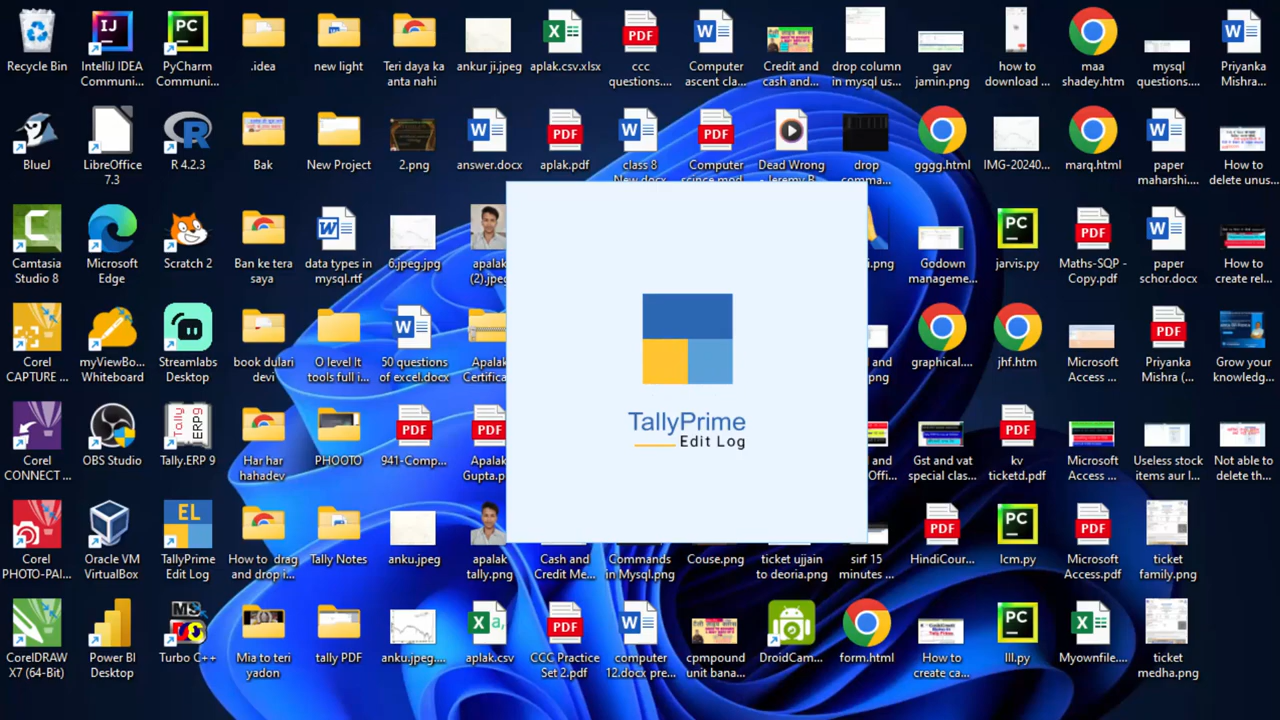 Recycle Bin
IntelliJ IDEA
Communi...
PyCharm
Communi...
.idea
new light
Teri daya ka
anta nahi
ankur ji.jpeg
aplak.csv.xlsx
ccc
questions....
Computer
ascent cla...
Credit and
cash and...
drop column
in mysql us...
gav
jamin.png
how to
download ...
maa
shadey.htm
mysql
questions....
Priyanka
Mishra...
BlueJ
LibreOffice
7.3
R 4.2.3
Bak
New Project
2.png
answer.docx
aplak.pdf
class 8
New.docx
Computer
scince mod...
Dead Wrong
- Jeremy B...
drop
comma...
gggg.html
IMG-20240...
marq.html
paper
maharshi....
How to
delete unus...
Camtasia
Studio 8
Microsoft
Edge
Scratch 2
Ban ke tera
saya
data types in
mysql.rtf
6.jpeg.jpg
apalak
(2).jpeg
i.png
Godown
manageme...
jarvis.py
Maths-SQP -
Copy.pdf
paper
schor.docx
How to
create rel...
Corel
CAPTURE ...
myViewBo...
Whiteboard
Streamlabs
Desktop
book dulari
devi
O level It
tools full i...
50 questions
of excel.docx
Apalak
Certifica
and
png
graphical....
jhf.htm
Microsoft
Access ...
Priyanka
Mishra (...
Grow your
knowledg...
Corel
CONNECT ...
OBS Studio
Tally.ERP 9
Har har
hahadev
PHOOTO
941-Comp...
Apalak
Gupta.p
and
Offi...
Gst and vat
special clas...
kv
ticketd.pdf
Microsoft
Access ...
Useless stock
items aur l...
Not able to
delete th...
Corel
PHOTO-PAI...
Oracle VM
VirtualBox
EL
TallyPrime
Edit Log
How to drag
and drop i...
Tally Notes
anku.jpeg
apalak
tally.png
Cash and
Credit Me...
Commands
in Mysql.png
Couse.png
ticket ujjain
to deoria.png
sirf 15
minutes ...
HindiCour...
lcm.py
Microsoft
Access.pdf
ticket
family.png
CorelDRAW
X7 (64-Bit)
Power BI
Desktop
Turbo C++
Mia to teri
yadon
tally PDF
anku.jpeg....
aplak.csv
CCC Practice
Set 2.pdf
computer
12.docx pre...
cpmpound
unit bana...
DroidCam...
form.html
How to
create ca...
lll.py
Myownfile....
ticket
medha.png
TallyPrime
Edit Log